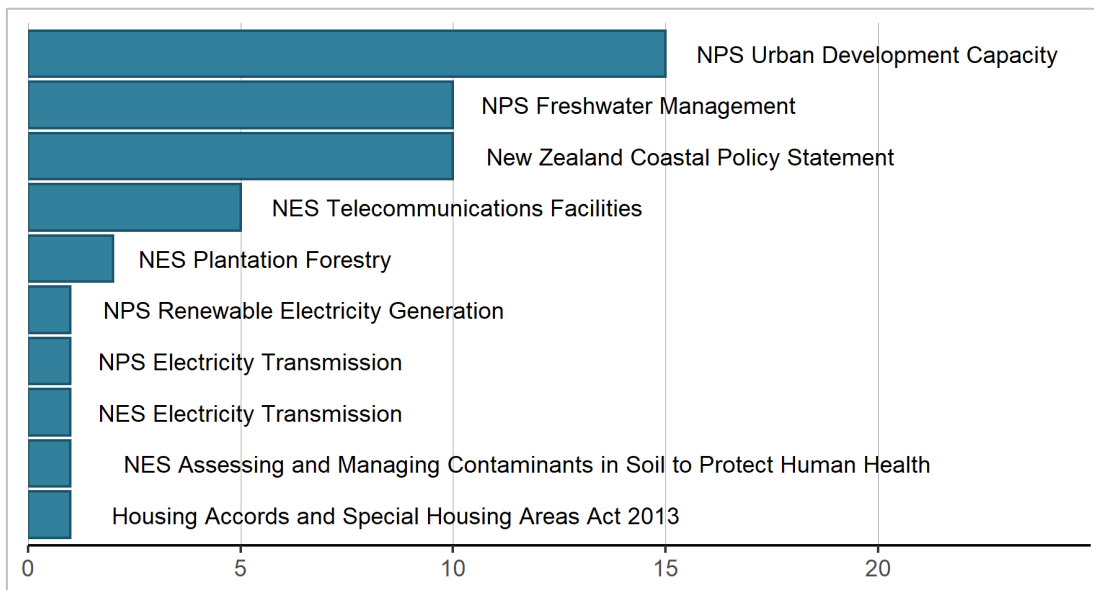 NPS Urban Development Capacity
NPS Freshwater Management
New Zealand Coastal Policy Statement
NES Telecommunications Facilities
NES Plantation Forestry
NPS Renewable Electricity Generation
NPS Electricity Transmission
NES Electricity Transmission
NES Assessing and Managing Contaminants in Soil to Protect Human Health
Housing Accords and Special Housing Areas Act 2013
0 5 10 15 20